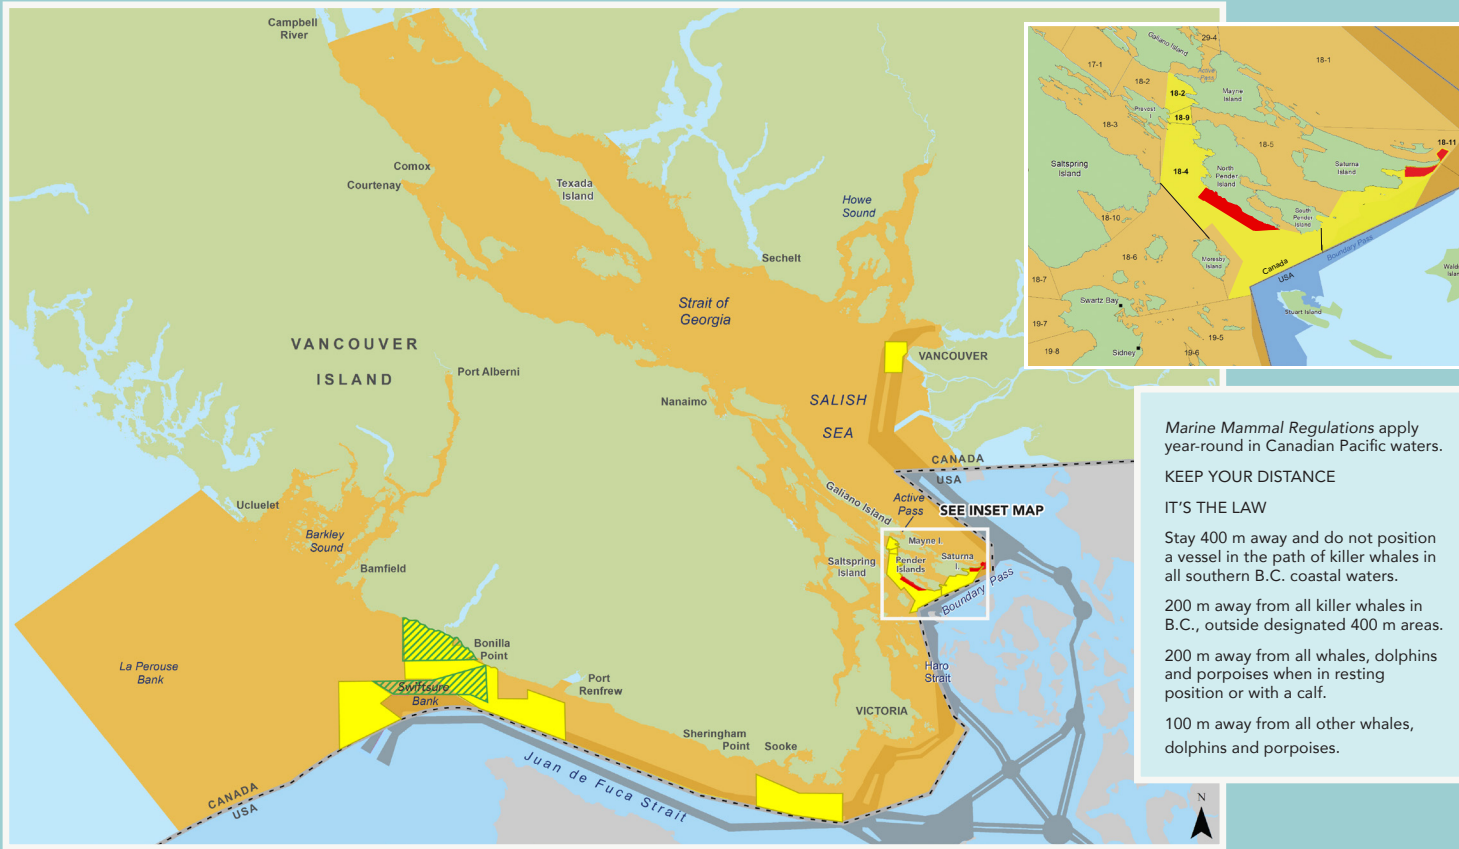 Campbell
River
Comox
Courtenay
Texada
Island
Howe
Sound
Sechelt
Strait of
Georgia
VANCOUVER
ISLAND
Port Alberni
VANCOUVER
Nanaimo
SALISH
SEA
CANADA
USA
Ucluelet
Barkley
Sound
Bamfield
Galiano Island
Active
Pass
SEE INSET MAP
Mayne I.
Saltspring
Island
Pender
Islands
Saturna
I.
Boundary Pass
La Perouse
Bank
Bonilla
Point
Swiftsure
Bank
Port
Renfrew
Haro
Strait
VICTORIA
Sheringham
Point
Sooke
Juan de Fuca Strait
CANADA
USA
N
Galiano Island
29-4
17-1
18-1
Active
Pass
18-2
18-2
Mayne
Island
Prevost
I.
18-9
18-3
18-5
18-11
Saltspring
Island
18-4
North
Pender
Island
Saturna
Island
South
Pender
Island
18-10
18-6
Moresby
Island
Boundary Pass
Canada
USA
18-7
Swartz Bay
Stuart Island
19-7
19-5
19-8
Sidney
19-6
Marine Mammal Regulations apply
year-round in Canadian Pacific waters.
KEEP YOUR DISTANCE
IT'S THE LAW
Stay 400 m away and do not position
a vessel in the path of killer whales in
all southern B.C. coastal waters.
200 m away from all killer whales in
B.C., outside designated 400 m areas.
200 m away from all whales, dolphins
and porpoises when in resting
position or with a calf.
100 m away from all other whales,
dolphins and porpoises.